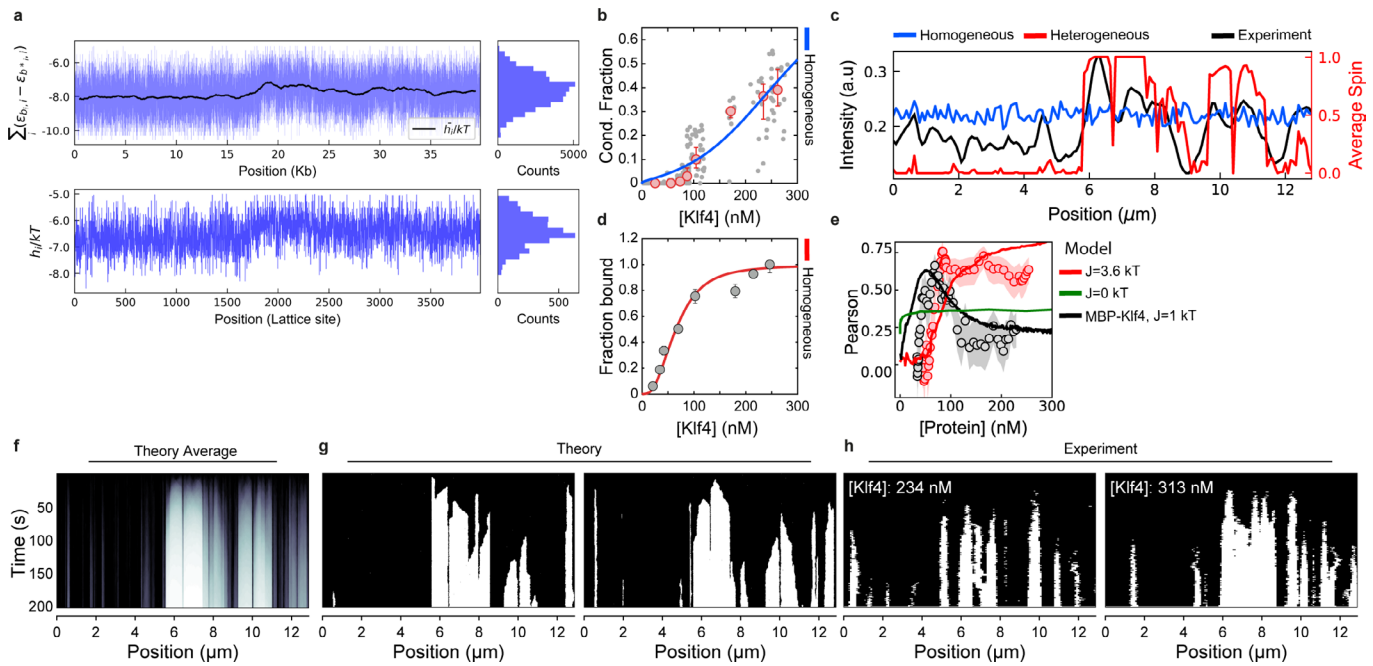 a
∑i(εb,i − εb*i,i)
-6.0
-8.0
-10.0
h̄i/kT
0 5 10 15 20 25 30 35
Position (Kb)
0 5000
Counts
hi/kT
-5.0
-6.0
-7.0
-8.0
0 500 1000 1500 2000 2500 3000 3500
Position (Lattice site)
0 500
Counts
b
Cond. Fraction
0.6
0.5
0.4
0.3
0.2
0.1
0
0 100 200 300
[Klf4] (nM)
Homogeneous
c
Homogeneous
Heterogeneous
Experiment
Intensity (a.u)
0.3
0.2
1.0
0.5
0.0
Average Spin
0 2 4 6 8 10 12
Position (μm)
d
Fraction bound
1.2
1.0
0.8
0.6
0.4
0.2
0
0 100 200 300
[Klf4] (nM)
Homogeneous
e
Pearson
0.75
0.50
0.25
0.00
0 100 200 300
[Protein] (nM)
Model
J=3.6 kT
J=0 kT
MBP-Klf4, J=1 kT
f
Theory Average
Time (s)
50
100
150
200
0 2 4 6 8 10 12
Position (μm)
g
Theory
0 2 4 6 8 10 12
Position (μm)
0 2 4 6 8 10 12
Position (μm)
h
Experiment
[Klf4]: 234 nM
0 2 4 6 8 10 12
Position (μm)
[Klf4]: 313 nM
0 2 4 6 8 10 12
Position (μm)